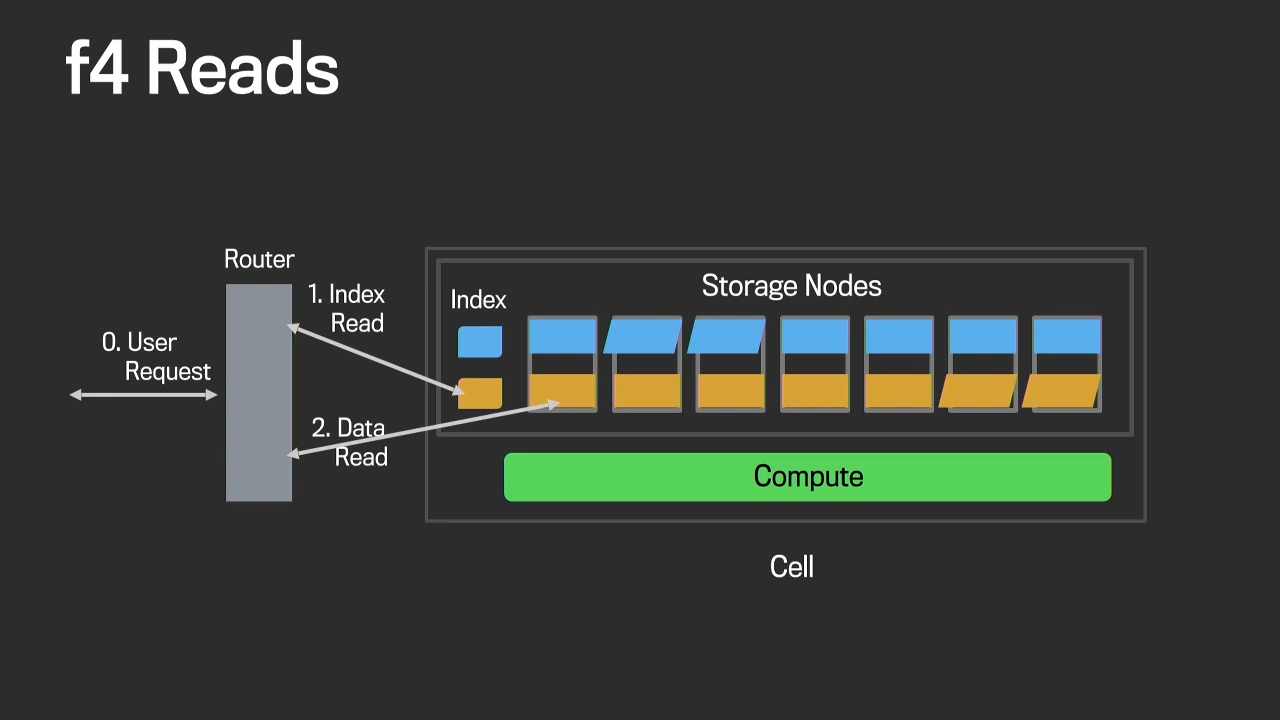 f4 Reads
Router
1. Index
Read
0. User
Request
2. Data
Read
Index
Storage Nodes
Compute
Cell